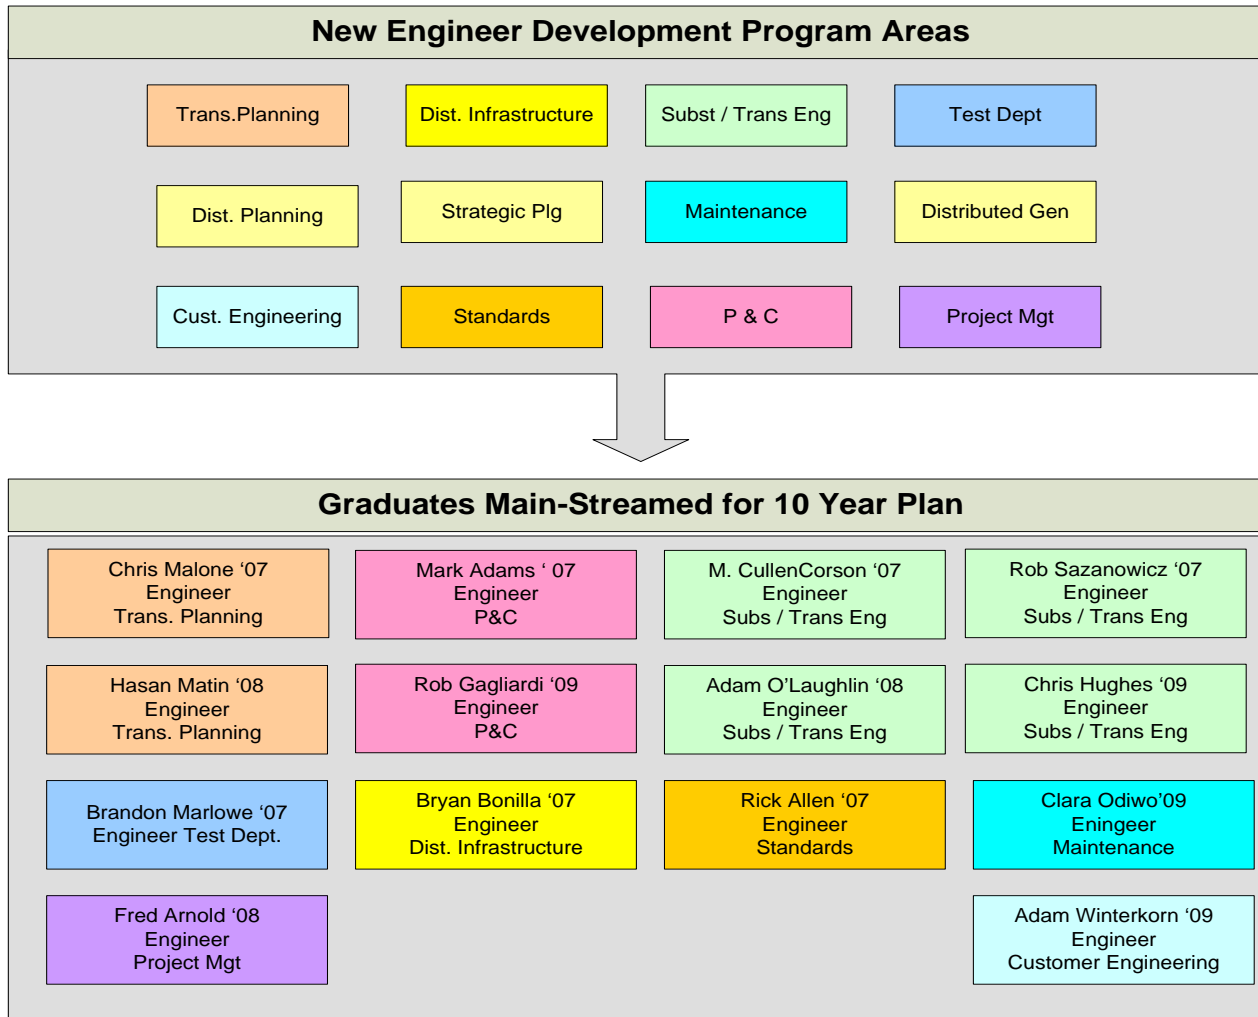 New Engineer Development Program Areas
Trans.Planning
Dist. Infrastructure
Subst / Trans Eng
Test Dept
Dist. Planning
Strategic Plg
Maintenance
Distributed Gen
Cust. Engineering
Standards
P & C
Project Mgt
Graduates Main-Streamed for 10 Year Plan
Chris Malone ‘07
Engineer
Trans. Planning
Mark Adams ‘ 07
Engineer
P&C
M. CullenCorson ‘07
Engineer
Subs / Trans Eng
Rob Sazanowicz ‘07
Engineer
Subs / Trans Eng
Hasan Matin ‘08
Engineer
Trans. Planning
Rob Gagliardi ‘09
Engineer
P&C
Adam O’Laughlin ‘08
Engineer
Subs / Trans Eng
Chris Hughes ‘09
Engineer
Subs / Trans Eng
Brandon Marlowe ‘07
Engineer Test Dept.
Bryan Bonilla ‘07
Engineer
Dist. Infrastructure
Rick Allen ‘07
Engineer
Standards
Clara Odiwo‘09
Eningeer
Maintenance
Fred Arnold ‘08
Engineer
Project Mgt
Adam Winterkorn ‘09
Engineer
Customer Engineering